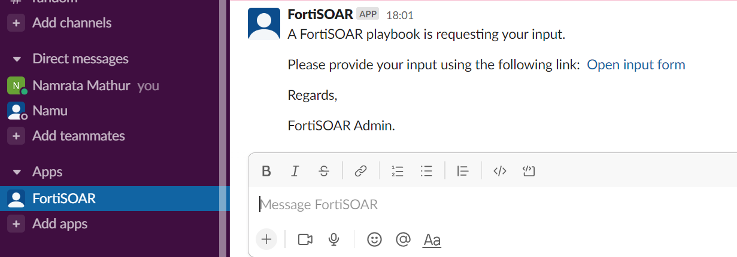 random
Add channels
Direct messages
Namrata Mathur you
Namu
Add teammates
Apps
FortiSOAR
Add apps
FortiSOAR APP 18:01
A FortiSOAR playbook is requesting your input.
Please provide your input using the following link: Open input form
Regards,
FortiSOAR Admin.
Message FortiSOAR